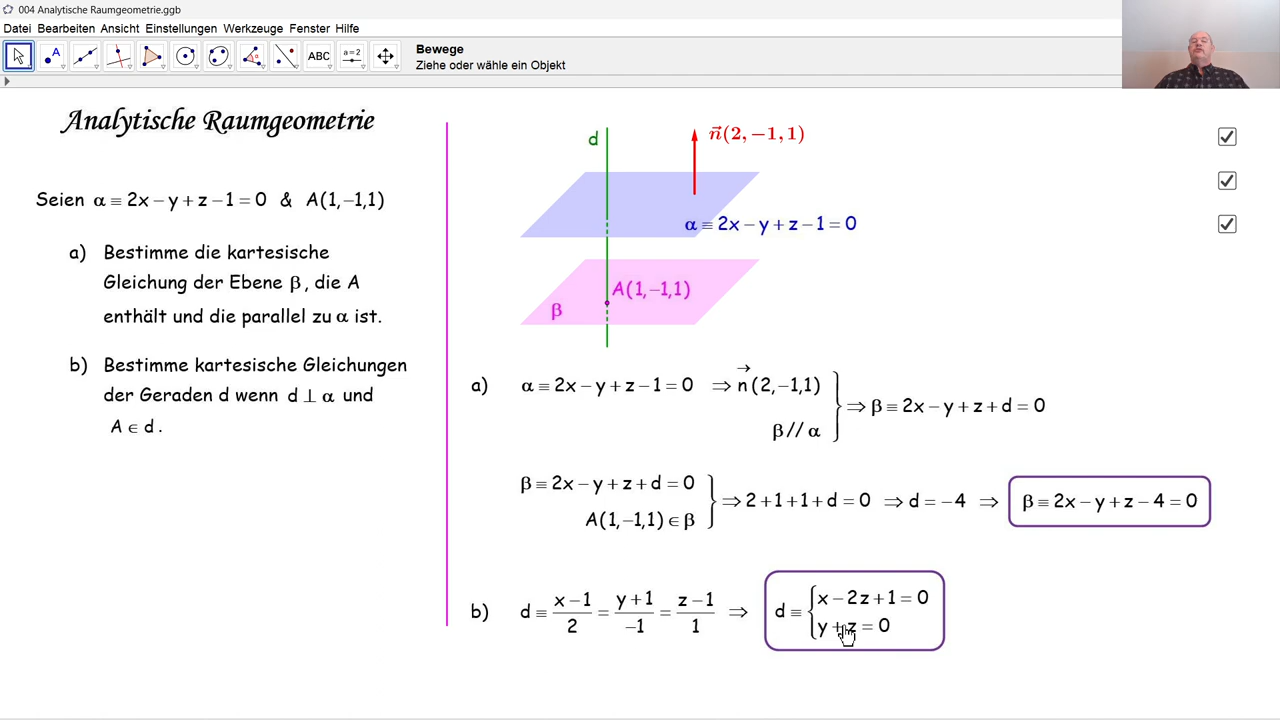 004 Analytische Raumgeometrie.ggb
Datei Bearbeiten Ansicht Einstellungen Werkzeuge Fenster Hilfe
A
ABC
a=2
Bewege
Ziehe oder wähle ein Objekt
Analytische Raumgeometrie
Seien α ≡ 2x − y + z − 1 = 0 & A(1,−1,1)
a) Bestimme die kartesische
Gleichung der Ebene β, die A
enthält und die parallel zu α ist.
b) Bestimme kartesische Gleichungen
der Geraden d wenn d ⊥ α und
A ∈ d.
d
n⃗(2, −1, 1)
α ≡ 2x − y + z − 1 = 0
A(1,−1,1)
β
a) α ≡ 2x − y + z − 1 = 0 ⇒ n⃗(2,−1,1)
β // α
} ⇒ β ≡ 2x − y + z + d = 0
β ≡ 2x − y + z + d = 0
A(1,−1,1) ∈ β
} ⇒ 2 + 1 + 1 + d = 0 ⇒ d = −4 ⇒ β ≡ 2x − y + z − 4 = 0
b) d ≡ (x − 1)/2 = (y + 1)/−1 = (z − 1)/1 ⇒ d ≡ { x − 2z + 1 = 0
y + z = 0